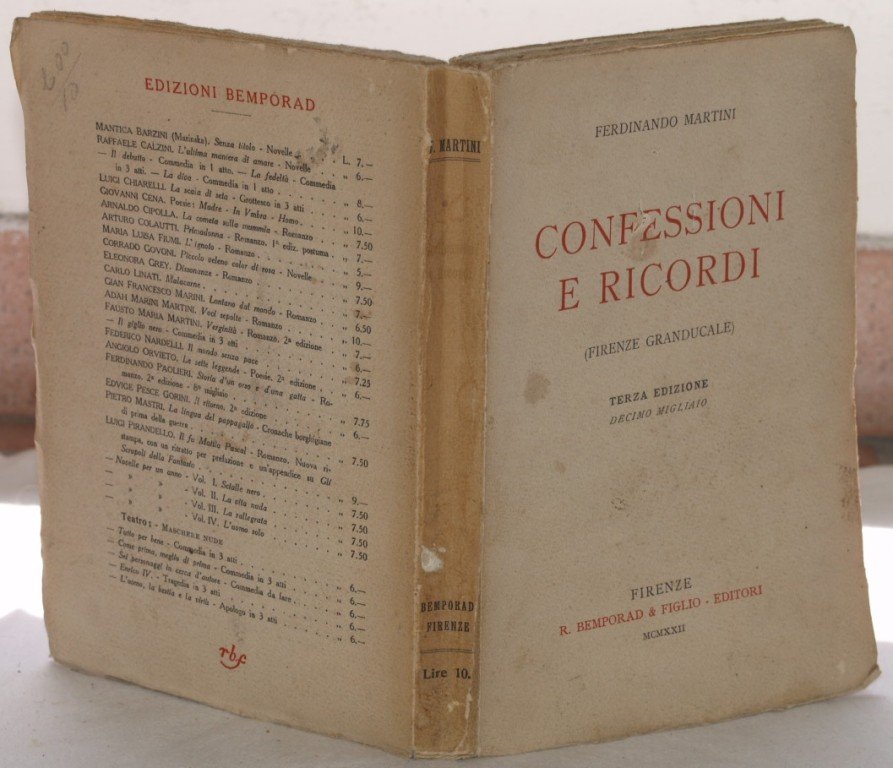 EDIZIONI BEMPORAD
MANTICA BARZINI (Marinska). Senza titolo - Novelle . L. 7.—
RAFFAELE CALZINI. L'ultima maniera di amare - Novelle „ 6.—
— Il debutto - Commedia in 1 atto. — La fedeltà - Commedia
in 3 atti. — La diva - Commedia in 1 atto . „ 8.—
LUIGI CHIARELLI. La scala di seta - Grottesco in 3 atti „ 6.—
GIOVANNI CENA. Poesie: Madre - In Umbra - Homo . „ 10.—
ARNALDO CIPOLLA. La cometa sulla mummia - Romanzo „ 7.50
ARTURO COLAUTTI. Primadonna - Romanzo. 1ª ediz. postuma . „ 7.—
MARIA LUISA FIUMI. L'ignoto - Romanzo . „ 5.—
CORRADO GOVONI. Piccolo veleno color di rosa - Novelle „ 9.—
ELEONORA GREY. Dissonanze - Romanzo . „ 7.50
CARLO LINATI. Malacarne . „ 7.—
GIAN FRANCESCO MARINI. Lontano dal mondo - Romanzo „ 6.50
ADAH MARINI MARTINI. Voci sepolte - Romanzo „ 10.—
FAUSTO MARIA MARTINI. Verginità - Romanzo. 2ª edizione „ 7.—
— Il giglio nero - Commedia in 3 atti „ 6.—
FEDERICO NARDELLI. Il mondo senza pace „ 7.25
ANGIOLO ORVIETO. Le sette leggende - Poesie. 2ª edizione . „ 6.—
FERDINANDO PAOLIERI. Storia d'un orso e d'una gatta - Romanzo. 2ª edizione - 8º migliaio . „ 7.75
EDVIGE PESCE GORINI. Il ritorno. 2ª edizione „ 6.—
PIETRO MASTRI. La lingua del pappagallo - Cronache borghigiane
di prima della guerra . „ 7.50
LUIGI PIRANDELLO. Il fu Mattia Pascal - Romanzo. Nuova ri-
stampa, con un ritratto per prefazione e un'appendice su Gli
Scrupoli della Fantasia . „ 9.—
— Novelle per un anno - Vol. I. Scialle nero . „ 7.50
— » » - Vol. II. La vita nuda „ 7.50
— » » - Vol. III. La rallegrata „ 7.50
— » » - Vol. IV. L'uomo solo „ 7.50
Teatro: - MASCHERE NUDE
— Tutto per bene - Commedia in 3 atti „ 6.—
— Come prima, meglio di prima - Commedia in 3 atti „ 6.—
— Sei personaggi in cerca d'autore - Commedia da fare . „ 6.—
— Enrico IV. - Tragedia in 3 atti „ 6.—
— L'uomo, la bestia e la virtù - Apologo in 3 atti „ 6.—
rbf
MARTINI
BEMPORAD
FIRENZE
Lire 10.
FERDINANDO MARTINI
CONFESSIONI
E RICORDI
(FIRENZE GRANDUCALE)
TERZA EDIZIONE
DECIMO MIGLIAIO
FIRENZE
R. BEMPORAD & FIGLIO - EDITORI
MCMXXII